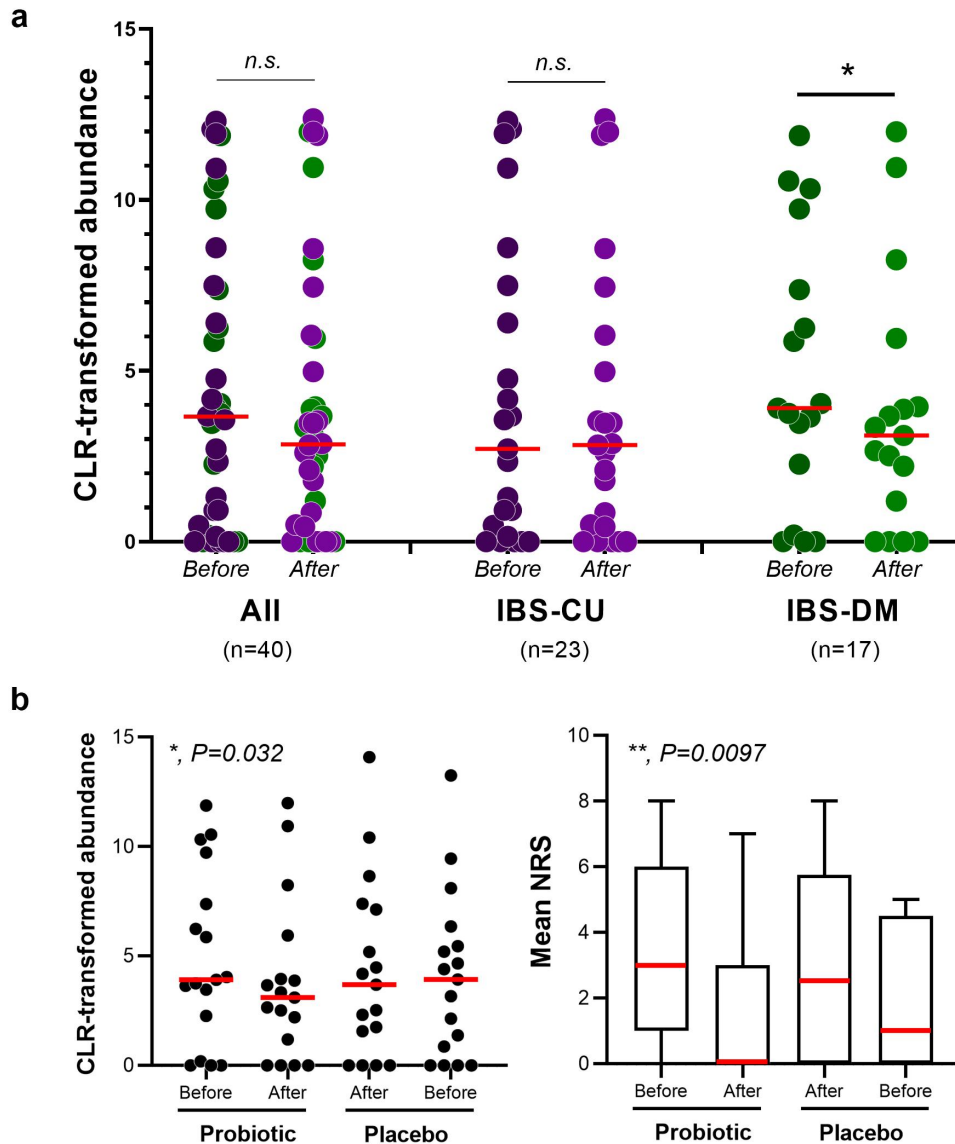 a
CLR-transformed abundance
15
10
5
0
n.s.
n.s.
*
Before
After
Before
After
Before
After
All
IBS-CU
IBS-DM
(n=40)
(n=23)
(n=17)
b
CLR-transformed abundance
15
10
5
0
*, P=0.032
Before
After
After
Before
Probiotic
Placebo
Mean NRS
10
8
6
4
2
0
**, P=0.0097
Before
After
After
Before
Probiotic
Placebo